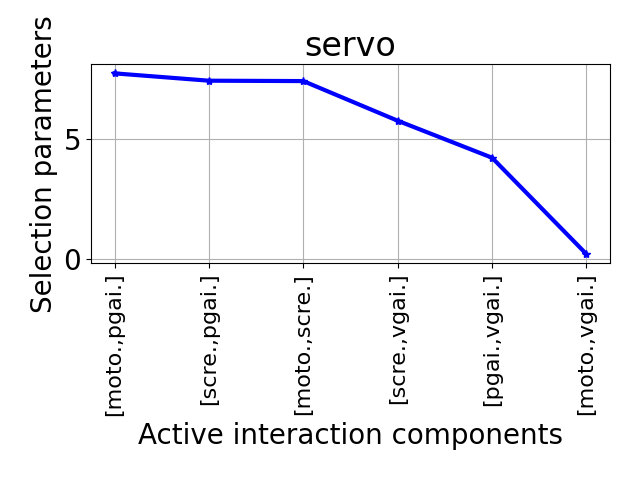 servo
Selection parameters
5
0
[moto.,pgai.]
[scre.,pgai.]
[moto.,scre.]
[scre.,vgai.]
[pgai.,vgai.]
[moto.,vgai.]
Active interaction components